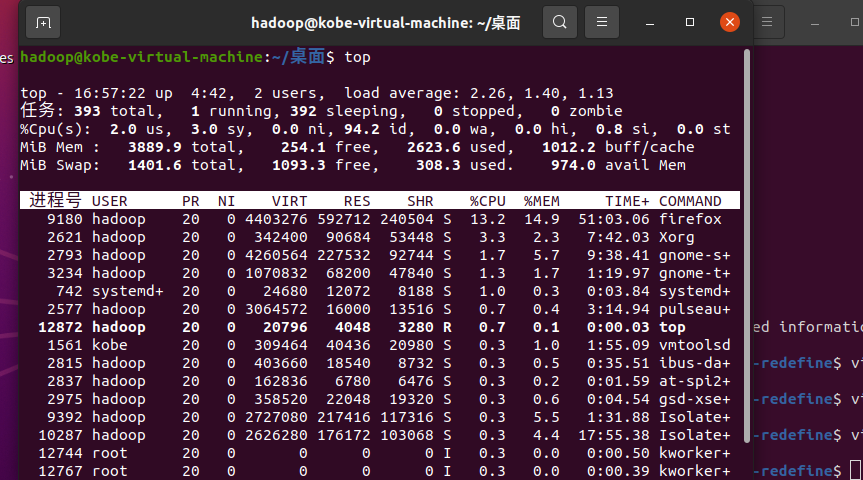 hadoop@kobe-virtual-machine: ~/桌面
es
hadoop@kobe-virtual-machine:~/桌面$ top
top - 16:57:22 up  4:42,  2 users,  load average: 2.26, 1.40, 1.13
任务: 393 total,   1 running, 392 sleeping,   0 stopped,   0 zombie
%Cpu(s):  2.0 us,  3.0 sy,  0.0 ni, 94.2 id,  0.0 wa,  0.0 hi,  0.8 si,  0.0 st
MiB Mem :   3889.9 total,    254.1 free,   2623.6 used,   1012.2 buff/cache
MiB Swap:   1401.6 total,   1093.3 free,    308.3 used.    974.0 avail Mem
进程号 USER      PR  NI    VIRT    RES    SHR    %CPU  %MEM     TIME+ COMMAND
9180 hadoop    20   0 4403276 592712 240504 S  13.2  14.9  51:03.06 firefox
2621 hadoop    20   0  342400  90684  53448 S   3.3   2.3   7:42.03 Xorg
2793 hadoop    20   0 4260564 227532  92744 S   1.7   5.7   9:38.41 gnome-s+
3234 hadoop    20   0 1070832  68200  47840 S   1.3   1.7   1:19.97 gnome-t+
742 systemd+  20   0   24680  12072   8188 S   1.0   0.3   0:03.84 systemd+
2577 hadoop    20   0 3064572  16000  13516 S   0.7   0.4   3:14.94 pulseau+
12872 hadoop    20   0   20796   4048   3280 R   0.7   0.1   0:00.03 top
1561 kobe      20   0  309464  40436  20980 S   0.3   1.0   1:55.09 vmtoolsd
2815 hadoop    20   0  403660  18540   8732 S   0.3   0.5   0:35.51 ibus-da+
2837 hadoop    20   0  162836   6780   6476 S   0.3   0.2   0:01.59 at-spi2+
2975 hadoop    20   0  358520  22048  19320 S   0.3   0.6   0:04.54 gsd-xse+
9392 hadoop    20   0 2727080 217416 117316 S   0.3   5.5   1:31.88 Isolate+
10287 hadoop    20   0 2626280 176172 103068 S   0.3   4.4  17:55.38 Isolate+
12744 root      20   0       0      0      0 I   0.3   0.0   0:00.50 kworker+
12767 root      20   0       0      0      0 I   0.3   0.0   0:00.39 kworker+
ed informatio
-redefine$ vi
-redefine$ vi
-redefine$ vi
-redefine$